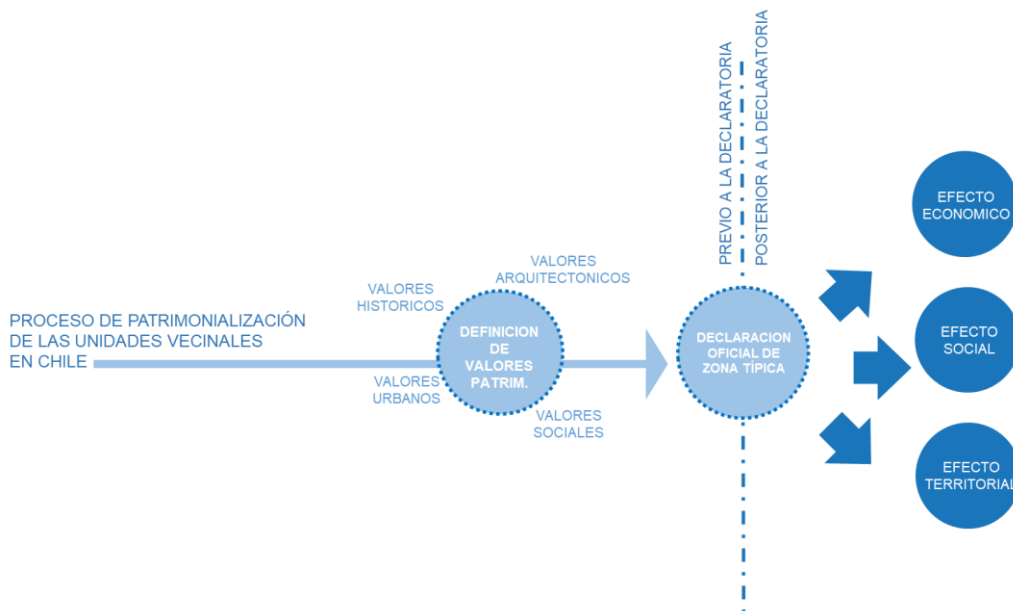 PROCESO DE PATRIMONIALIZACIÓN
DE LAS UNIDADES VECINALES
EN CHILE
VALORES
HISTORICOS
VALORES
ARQUITECTONICOS
DEFINICION
DE
VALORES
PATRIM.
VALORES
URBANOS
VALORES
SOCIALES
PREVIO A LA DECLARATORIA
POSTERIOR A LA DECLARATORIA
DECLARACION
OFICIAL DE
ZONA TÍPICA
EFECTO
ECONOMICO
EFECTO
SOCIAL
EFECTO
TERRITORIAL